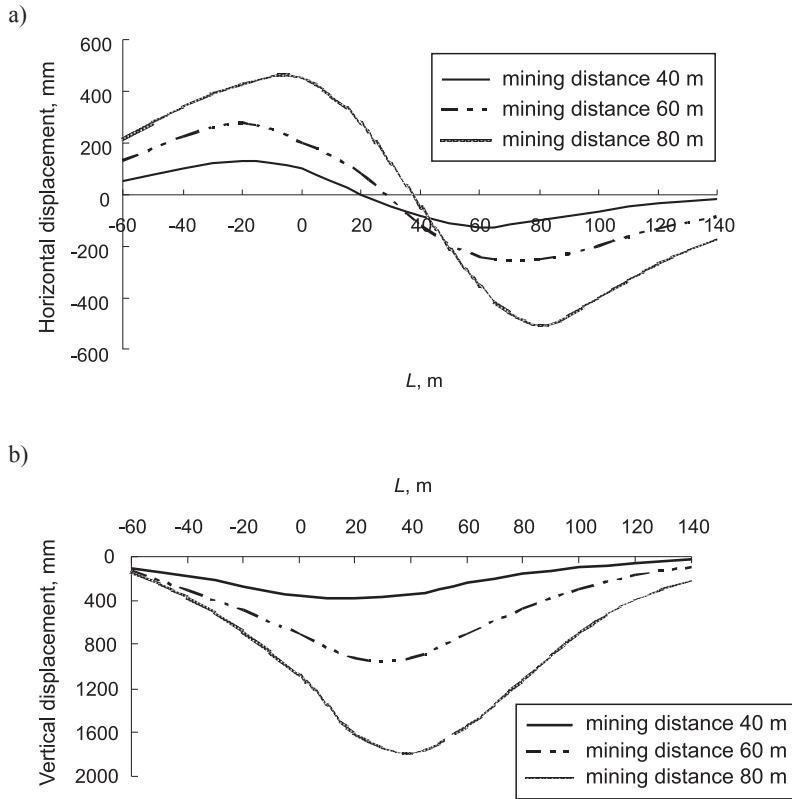 a)
600
400
200
0
-200
-400
-600
Horizontal displacement, mm
mining distance 40 m
mining distance 60 m
mining distance 80 m
-60 -40 -20 0 20 40 60 80 100 120 140
L, m
b)
L, m
-60 -40 -20 0 20 40 60 80 100 120 140
0
400
800
1200
1600
2000
Vertical displacement, mm
mining distance 40 m
mining distance 60 m
mining distance 80 m